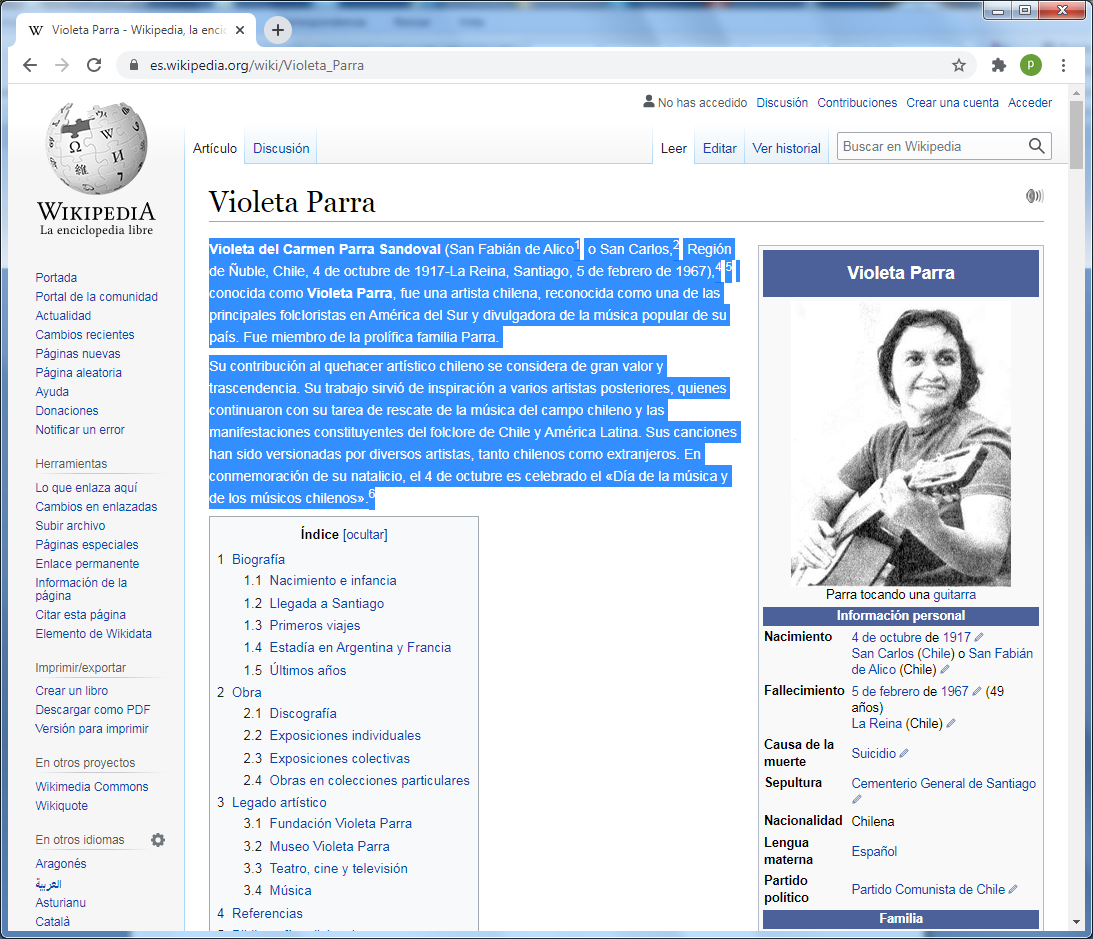 Violeta Parra - Wikipedia, la enci
es.wikipedia.org/wiki/Violeta_Parra
P
No has accedido Discusión Contribuciones Crear una cuenta Acceder
Artículo Discusión Leer Editar Ver historial Buscar en Wikipedia
WIKIPEDIA
La enciclopedia libre
Portada
Portal de la comunidad
Actualidad
Cambios recientes
Páginas nuevas
Página aleatoria
Ayuda
Donaciones
Notificar un error
Herramientas
Lo que enlaza aquí
Cambios en enlazadas
Subir archivo
Páginas especiales
Enlace permanente
Información de la
página
Citar esta página
Elemento de Wikidata
Imprimir/exportar
Crear un libro
Descargar como PDF
Versión para imprimir
En otros proyectos
Wikimedia Commons
Wikiquote
En otros idiomas
Aragonés
العربية
Asturianu
Català
Violeta Parra
Violeta del Carmen Parra Sandoval (San Fabián de Alico1 o San Carlos,2 Región
de Ñuble, Chile, 4 de octubre de 1917-La Reina, Santiago, 5 de febrero de 1967),4 5
conocida como Violeta Parra, fue una artista chilena, reconocida como una de las
principales folcloristas en América del Sur y divulgadora de la música popular de su
país. Fue miembro de la prolífica familia Parra.
Su contribución al quehacer artístico chileno se considera de gran valor y
trascendencia. Su trabajo sirvió de inspiración a varios artistas posteriores, quienes
continuaron con su tarea de rescate de la música del campo chileno y las
manifestaciones constituyentes del folclore de Chile y América Latina. Sus canciones
han sido versionadas por diversos artistas, tanto chilenos como extranjeros. En
conmemoración de su natalicio, el 4 de octubre es celebrado el «Día de la música y
de los músicos chilenos».6
Índice [ocultar]
1 Biografía
1.1 Nacimiento e infancia
1.2 Llegada a Santiago
1.3 Primeros viajes
1.4 Estadía en Argentina y Francia
1.5 Últimos años
2 Obra
2.1 Discografía
2.2 Exposiciones individuales
2.3 Exposiciones colectivas
2.4 Obras en colecciones particulares
3 Legado artístico
3.1 Fundación Violeta Parra
3.2 Museo Violeta Parra
3.3 Teatro, cine y televisión
3.4 Música
4 Referencias
Violeta Parra
Parra tocando una guitarra
Información personal
Nacimiento 4 de octubre de 1917
San Carlos (Chile) o San Fabián
de Alico (Chile)
Fallecimiento 5 de febrero de 1967 (49
años)
La Reina (Chile)
Causa de la
muerte Suicidio
Sepultura Cementerio General de Santiago
Nacionalidad Chilena
Lengua
materna Español
Partido
político Partido Comunista de Chile
Familia